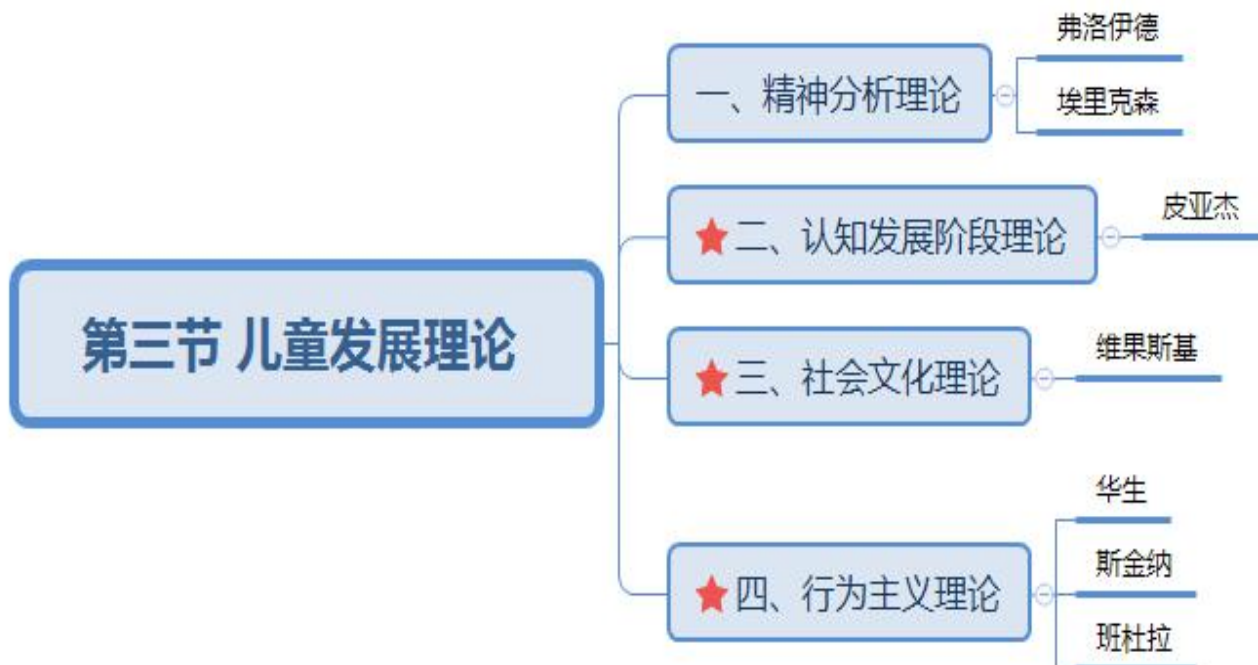 第三节 儿童发展理论
一、精神分析理论
弗洛伊德
埃里克森
二、认知发展阶段理论
皮亚杰
三、社会文化理论
维果斯基
四、行为主义理论
华生
斯金纳
班杜拉